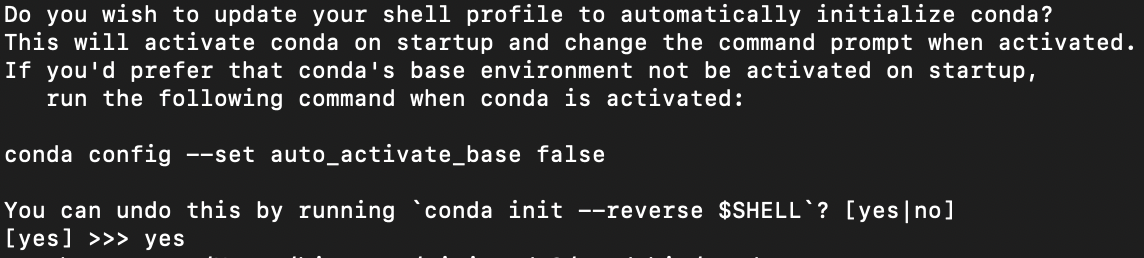 Do you wish to update your shell profile to automatically initialize conda?
This will activate conda on startup and change the command prompt when activated.
If you'd prefer that conda's base environment not be activated on startup,
   run the following command when conda is activated:

conda config --set auto_activate_base false

You can undo this by running `conda init --reverse $SHELL`? [yes|no]
[yes] >>> yes